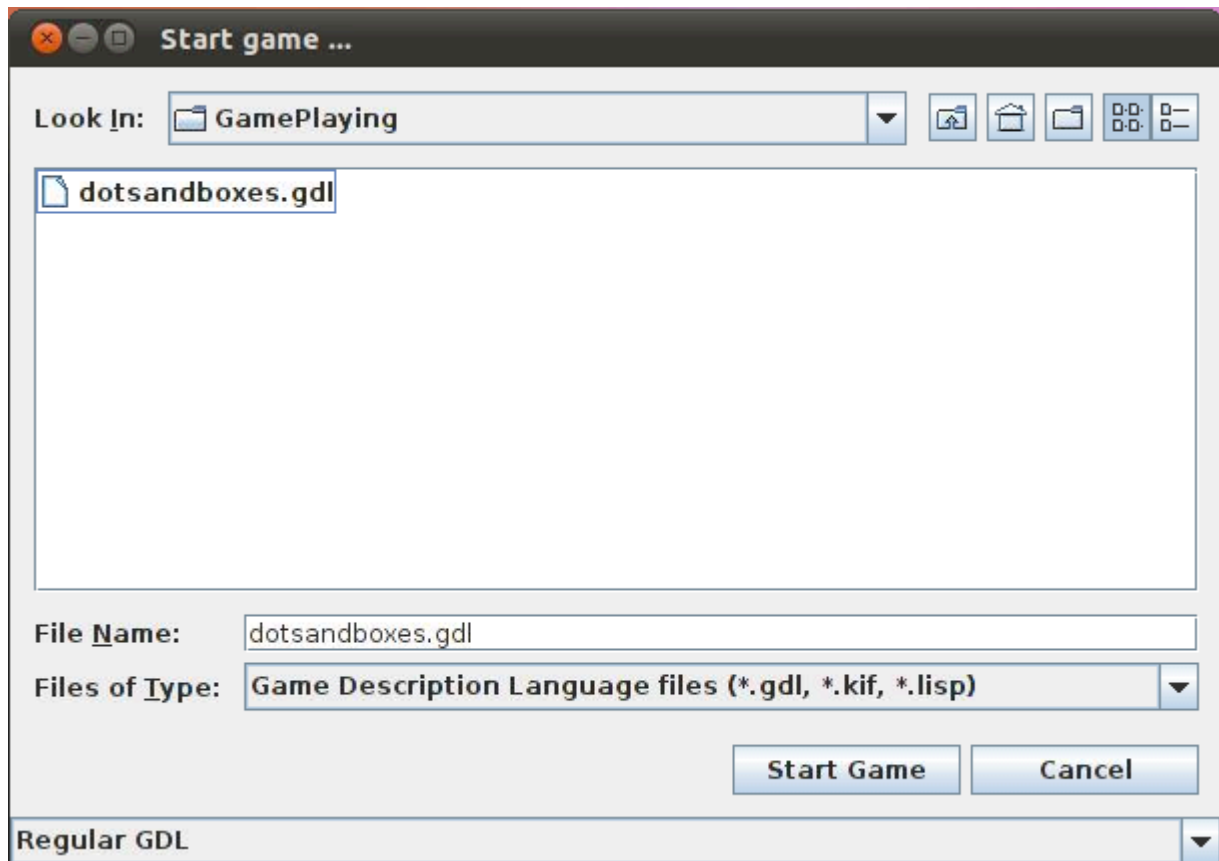 Start game ...
Look In: GamePlaying
dotsandboxes.gdl
File Name: dotsandboxes.gdl
Files of Type: Game Description Language files (*.gdl, *.kif, *.lisp)
Start Game Cancel
Regular GDL